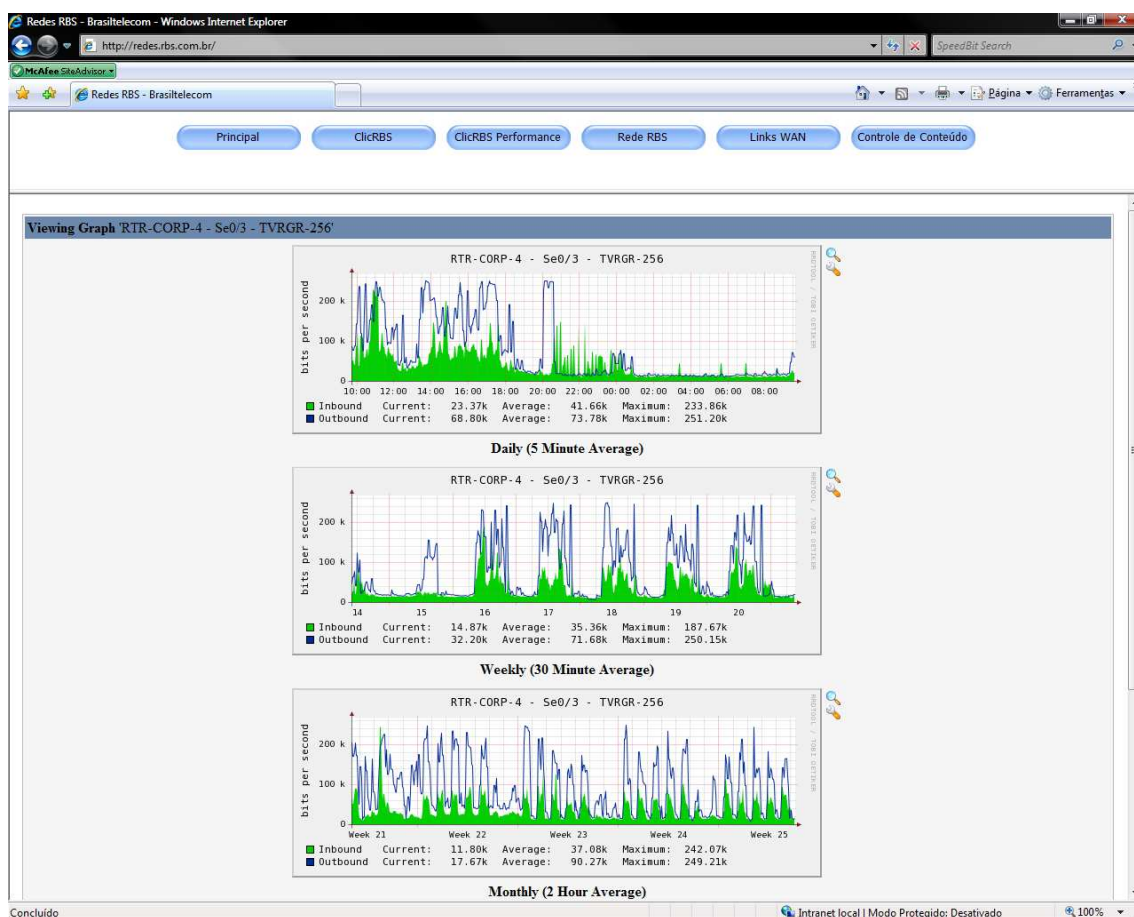 Redes RBS - Brasiltelecom - Windows Internet Explorer
http://redes.rbs.com.br/
SpeedBit Search
McAfee SiteAdvisor
Redes RBS - Brasiltelecom
Página
Ferramentas
Principal
ClicRBS
ClicRBS Performance
Rede RBS
Links WAN
Controle de Conteúdo
Viewing Graph 'RTR-CORP-4 - Se0/3 - TVRGR-256'
RTR-CORP-4 - Se0/3 - TVRGR-256
RRDTOOL / TOBI OETIKER
bits per second
200 k
100 k
0
10:00 12:00 14:00 16:00 18:00 20:00 22:00 00:00 02:00 04:00 06:00 08:00
Inbound Current: 23.37k Average: 41.66k Maximum: 233.86k
Outbound Current: 68.80k Average: 73.78k Maximum: 251.20k
Daily (5 Minute Average)
RTR-CORP-4 - Se0/3 - TVRGR-256
RRDTOOL / TOBI OETIKER
bits per second
200 k
100 k
0
14 15 16 17 18 19 20
Inbound Current: 14.87k Average: 35.36k Maximum: 187.67k
Outbound Current: 32.20k Average: 71.68k Maximum: 250.15k
Weekly (30 Minute Average)
RTR-CORP-4 - Se0/3 - TVRGR-256
RRDTOOL / TOBI OETIKER
bits per second
200 k
100 k
0
Week 21 Week 22 Week 23 Week 24 Week 25
Inbound Current: 11.80k Average: 37.08k Maximum: 242.07k
Outbound Current: 17.67k Average: 90.27k Maximum: 249.21k
Monthly (2 Hour Average)
Concluído
Intranet local | Modo Protegido: Desativado
100%